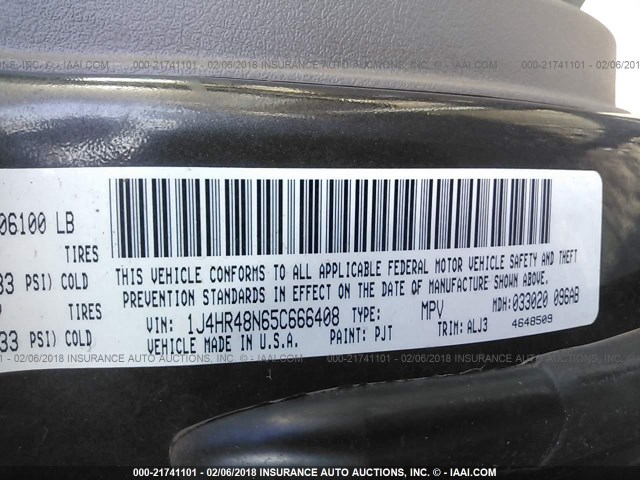 000-21741101 - 02/06/2018 INSURANCE AUTO AUCTIONS, INC. - © IAAI.COM
06100 LB
TIRES
33 PSI) COLD
TIRES
33 PSI) COLD
THIS VEHICLE CONFORMS TO ALL APPLICABLE FEDERAL MOTOR VEHICLE SAFETY AND THEFT
PREVENTION STANDARDS IN EFFECT ON THE DATE OF MANUFACTURE SHOWN ABOVE.
VIN: 1J4HR48N65C666408 TYPE: MPV MDH:033020 096AB
VEHICLE MADE IN U.S.A. PAINT: PJT TRIM: ALJ3 4648509
000-21741101 - 02/06/2018 INSURANCE AUTO AUCTIONS, INC. - © IAAI.COM
000-21741101 - 02/06/2018 INSURANCE AUTO AUCTIONS, INC. - © IAAI.COM